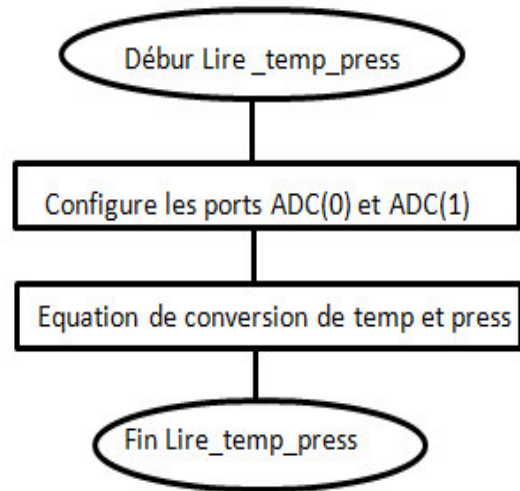 Débur Lire _temp_press
Configure les ports ADC(0) et ADC(1)
Equation de conversion de temp et press
Fin Lire_temp_press